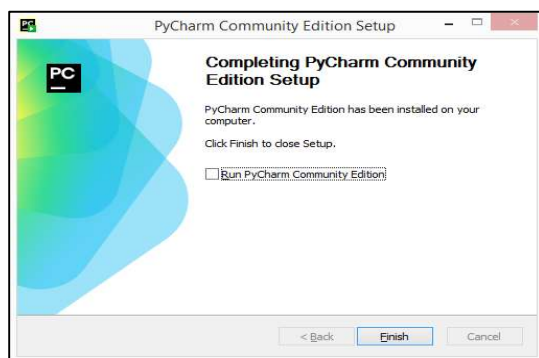 PyCharm Community Edition Setup
PC
Completing PyCharm Community
Edition Setup
PyCharm Community Edition has been installed on your
computer.
Click Finish to close Setup.
Run PyCharm Community Edition
< Back
Finish
Cancel